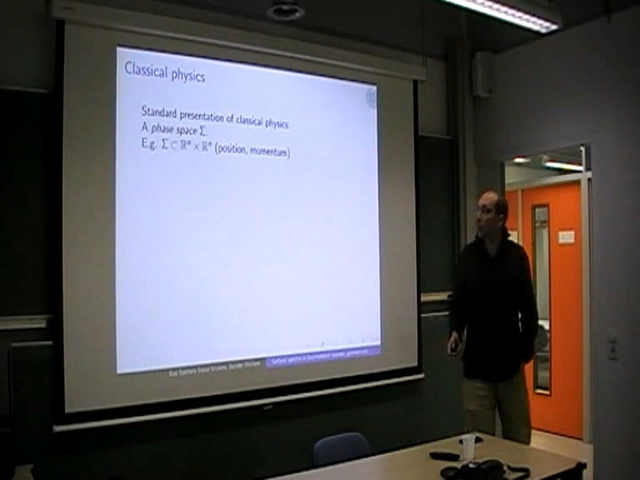 Classical physics
Standard presentation of classical physics:
A phase space Σ.
E.g. Σ ⊂ ℝⁿ × ℝⁿ (position, momentum)